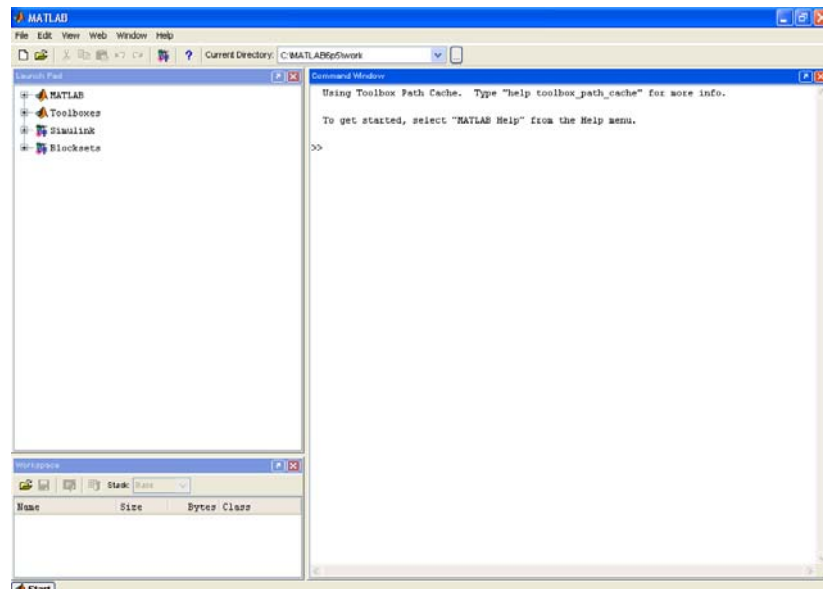 MATLAB
File Edit View Web Window Help
? Current Directory: C:\MATLAB6p5\work ...
Launch Pad
MATLAB
Toolboxes
Simulink
Blocksets
Command Window
Using Toolbox Path Cache. Type "help toolbox_path_cache" for more info.
To get started, select "MATLAB Help" from the Help menu.
>>
Workspace
Stack: Base
Name Size Bytes Class
Start